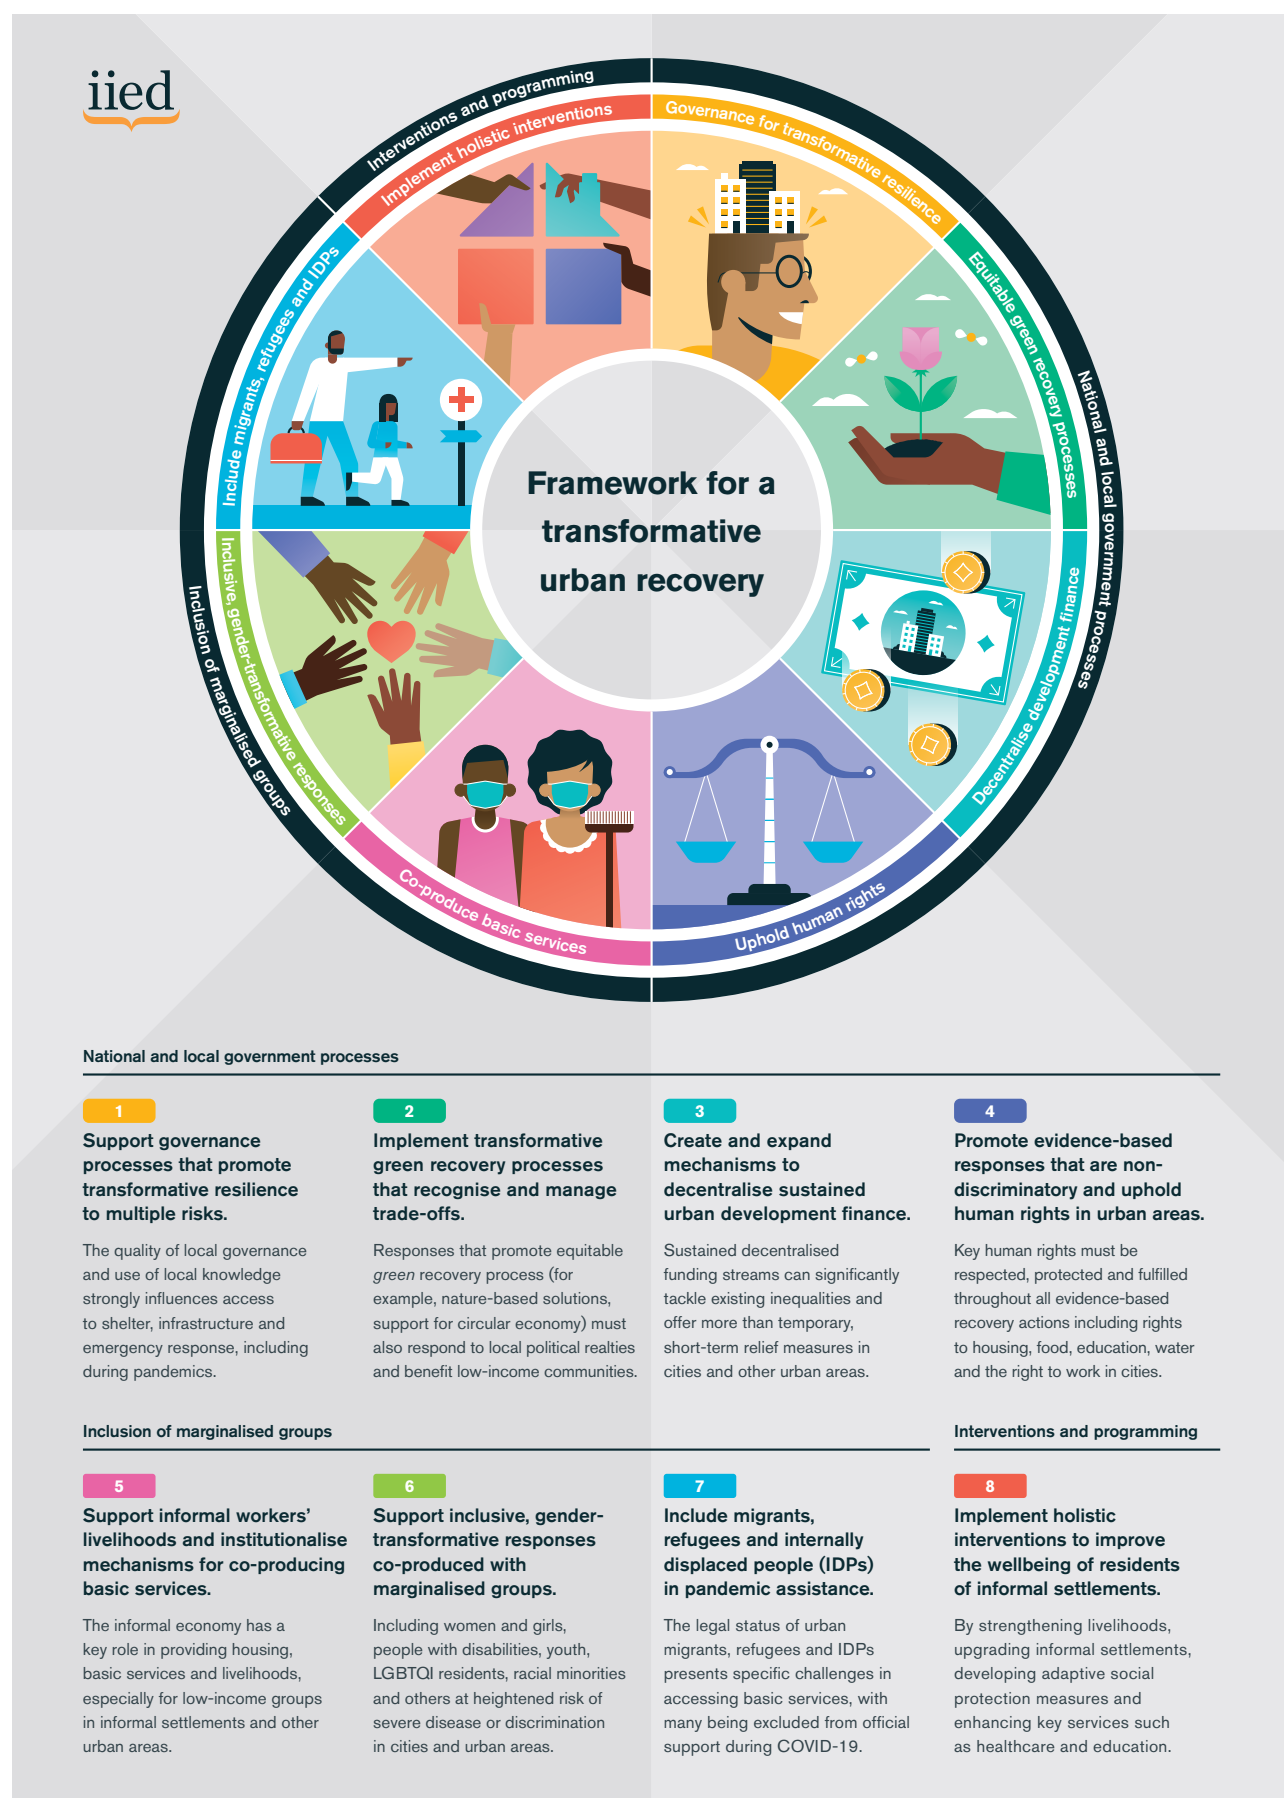 iied
Interventions and programming
Implement holistic interventions
Governance for transformative resilience
Equitable green recovery processes
National and local government processes
Decentralise development finance
Uphold human rights
Co-produce basic services
Inclusive, gender-transformative responses
Inclusion of marginalised groups
Include migrants, refugees and IDPs
Framework for a
transformative
urban recovery
National and local government processes
1
Support governance
processes that promote
transformative resilience
to multiple risks.
The quality of local governance
and use of local knowledge
strongly influences access
to shelter, infrastructure and
emergency response, including
during pandemics.
2
Implement transformative
green recovery processes
that recognise and manage
trade-offs.
Responses that promote equitable
green recovery process (for
example, nature-based solutions,
support for circular economy) must
also respond to local political realties
and benefit low-income communities.
3
Create and expand
mechanisms to
decentralise sustained
urban development finance.
Sustained decentralised
funding streams can significantly
tackle existing inequalities and
offer more than temporary,
short-term relief measures in
cities and other urban areas.
4
Promote evidence-based
responses that are non-
discriminatory and uphold
human rights in urban areas.
Key human rights must be
respected, protected and fulfilled
throughout all evidence-based
recovery actions including rights
to housing, food, education, water
and the right to work in cities.
Inclusion of marginalised groups
5
Support informal workers’
livelihoods and institutionalise
mechanisms for co-producing
basic services.
The informal economy has a
key role in providing housing,
basic services and livelihoods,
especially for low-income groups
in informal settlements and other
urban areas.
6
Support inclusive, gender-
transformative responses
co-produced with
marginalised groups.
Including women and girls,
people with disabilities, youth,
LGBTQI residents, racial minorities
and others at heightened risk of
severe disease or discrimination
in cities and urban areas.
7
Include migrants,
refugees and internally
displaced people (IDPs)
in pandemic assistance.
The legal status of urban
migrants, refugees and IDPs
presents specific challenges in
accessing basic services, with
many being excluded from official
support during COVID-19.
Interventions and programming
8
Implement holistic
interventions to improve
the wellbeing of residents
of informal settlements.
By strengthening livelihoods,
upgrading informal settlements,
developing adaptive social
protection measures and
enhancing key services such
as healthcare and education.